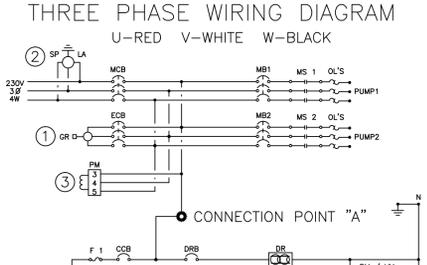 THREE PHASE WIRING DIAGRAM
U-RED V-WHITE W-BLACK
2 SP LA
MCB MB1 MS 1 OL'S
230V
3Ø PUMP1
4W
ECB MB2 MS 2 OL'S
1 GR PUMP2
PM
3
3 4
5
N
CONNECTION POINT "A"
F 1 CCB DRB DR